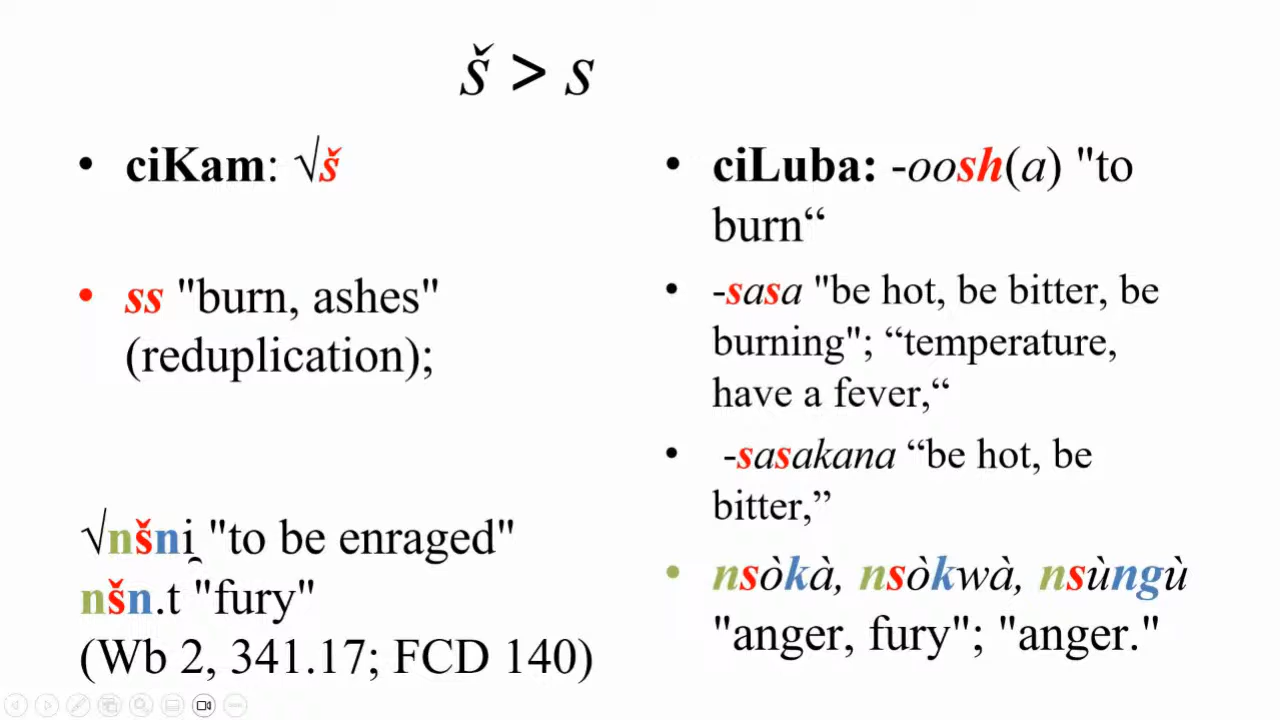 š > s
• ciKam: √š
• ss "burn, ashes"
(reduplication);
√nšni̯ "to be enraged"
nšn.t "fury"
(Wb 2, 341.17; FCD 140)
• ciLuba: -oosh(a) "to
burn“
• -sasa "be hot, be bitter, be
burning"; “temperature,
have a fever,“
• -sasakana “be hot, be
bitter,”
• nsòkà, nsòkwà, nsùngù
"anger, fury"; "anger."